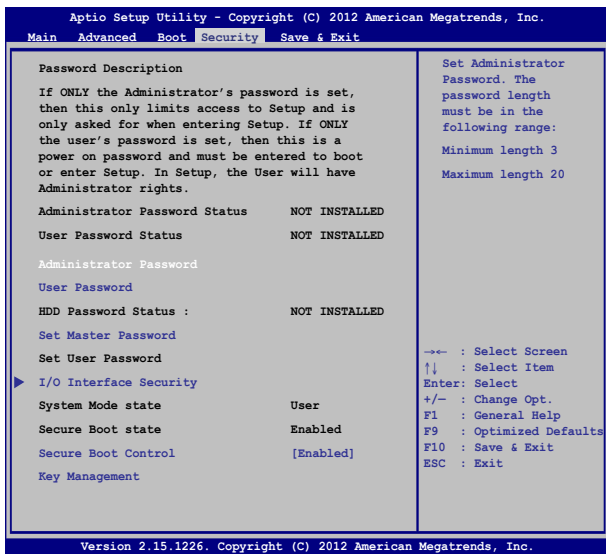 Aptio Setup Utility - Copyright (C) 2012 American Megatrends, Inc.
Main Advanced Boot Security Save & Exit
Password Description
If ONLY the Administrator's password is set,
then this only limits access to Setup and is
only asked for when entering Setup. If ONLY
the user's password is set, then this is a
power on password and must be entered to boot
or enter Setup. In Setup, the User will have
Administrator rights.
Administrator Password Status NOT INSTALLED
User Password Status NOT INSTALLED
Administrator Password
User Password
HDD Password Status : NOT INSTALLED
Set Master Password
Set User Password
I/O Interface Security
System Mode state User
Secure Boot state Enabled
Secure Boot Control [Enabled]
Key Management
Set Administrator
Password. The
password length
must be in the
following range:
Minimum length 3
Maximum length 20
→← : Select Screen
↑↓ : Select Item
Enter: Select
+/— : Change Opt.
F1 : General Help
F9 : Optimized Defaults
F10 : Save & Exit
ESC : Exit
Version 2.15.1226. Copyright (C) 2012 American Megatrends, Inc.